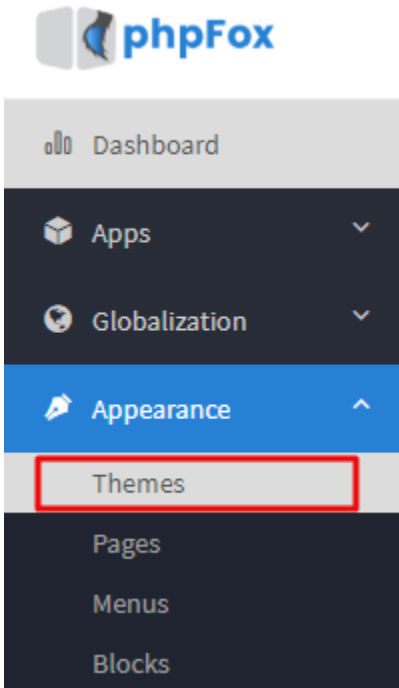 phpFox
Dashboard
Apps
Globalization
Appearance
Themes
Pages
Menus
Blocks